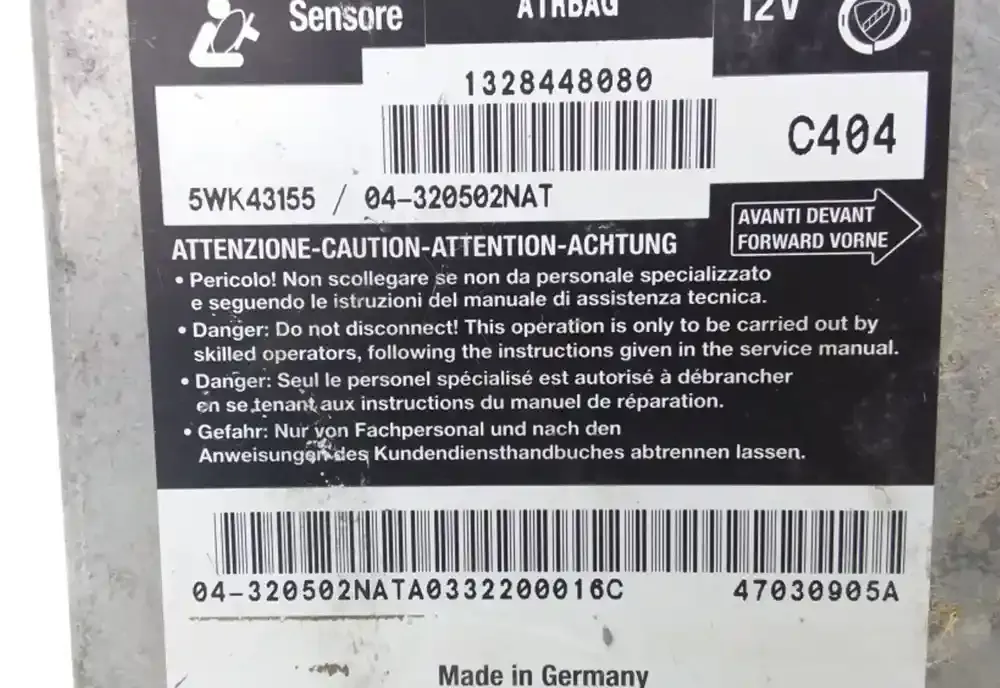 Sensore
AIRBAG
12V
1328448080
C404
5WK43155 / 04-320502NAT
AVANTI DEVANT
FORWARD VORNE
ATTENZIONE-CAUTION-ATTENTION-ACHTUNG
• Pericolo! Non scollegare se non da personale specializzato
e seguendo le istruzioni del manuale di assistenza tecnica.
• Danger: Do not disconnect! This operation is only to be carried out by
skilled operators, following the instructions given in the service manual.
• Danger: Seul le personel spécialisé est autorisé à débrancher
en se tenant aux instructions du manuel de réparation.
• Gefahr: Nur von Fachpersonal und nach den
Anweisungen des Kundendiensthandbuches abtrennen lassen.
04-320502NATA0332200016C
47030905A
Made in Germany